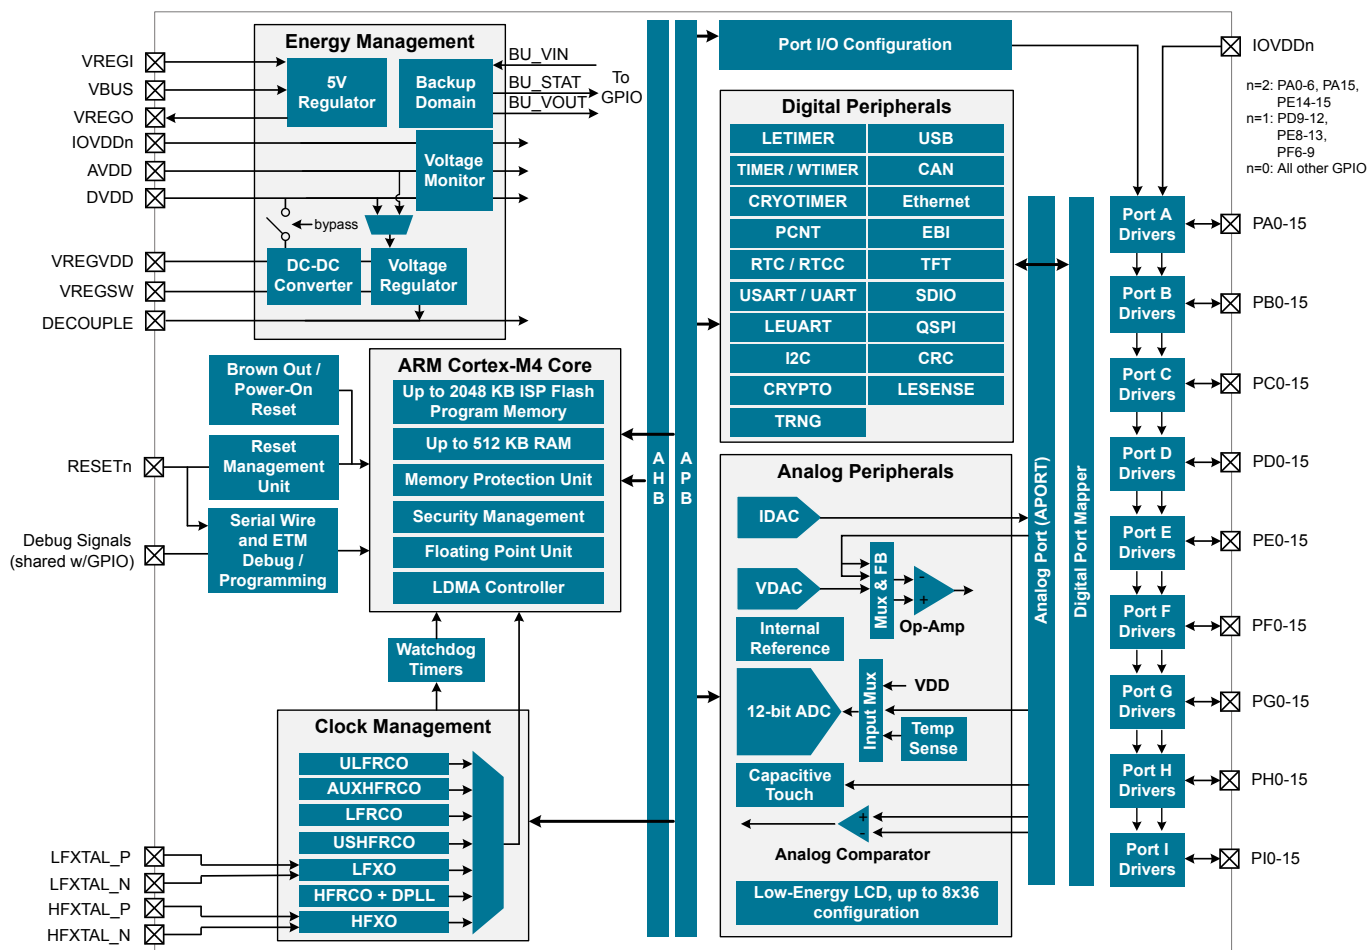 Energy Management
VREGI
VBUS
VREGO
IOVDDn
AVDD
DVDD
VREGVDD
VREGSW
DECOUPLE
5V
Regulator
Backup
Domain
BU_VIN
BU_STAT
BU_VOUT
To
GPIO
Voltage
Monitor
bypass
DC-DC
Converter
Voltage
Regulator
Brown Out /
Power-On
Reset
Reset
Management
Unit
Serial Wire
and ETM
Debug /
Programming
RESETn
Debug Signals
(shared w/GPIO)
ARM Cortex-M4 Core
Up to 2048 KB ISP Flash
Program Memory
Up to 512 KB RAM
Memory Protection Unit
Security Management
Floating Point Unit
LDMA Controller
Watchdog
Timers
Clock Management
ULFRCO
AUXHFRCO
LFRCO
USHFRCO
LFXO
HFRCO + DPLL
HFXO
LFXTAL_P
LFXTAL_N
HFXTAL_P
HFXTAL_N
AHB
APB
Port I/O Configuration
Digital Peripherals
LETIMER
USB
TIMER / WTIMER
CAN
CRYOTIMER
Ethernet
PCNT
EBI
RTC / RTCC
TFT
USART / UART
SDIO
LEUART
QSPI
I2C
CRC
CRYPTO
LESENSE
TRNG
Analog Peripherals
IDAC
VDAC
Mux & FB
-
+
Op-Amp
Internal
Reference
12-bit ADC
Input Mux
VDD
Temp
Sense
Capacitive
Touch
+
-
Analog Comparator
Low-Energy LCD, up to 8x36
configuration
Analog Port (APORT)
Digital Port Mapper
IOVDDn
n=2: PA0-6, PA15,
PE14-15
n=1: PD9-12,
PE8-13,
PF6-9
n=0: All other GPIO
Port A
Drivers
PA0-15
Port B
Drivers
PB0-15
Port C
Drivers
PC0-15
Port D
Drivers
PD0-15
Port E
Drivers
PE0-15
Port F
Drivers
PF0-15
Port G
Drivers
PG0-15
Port H
Drivers
PH0-15
Port I
Drivers
PI0-15